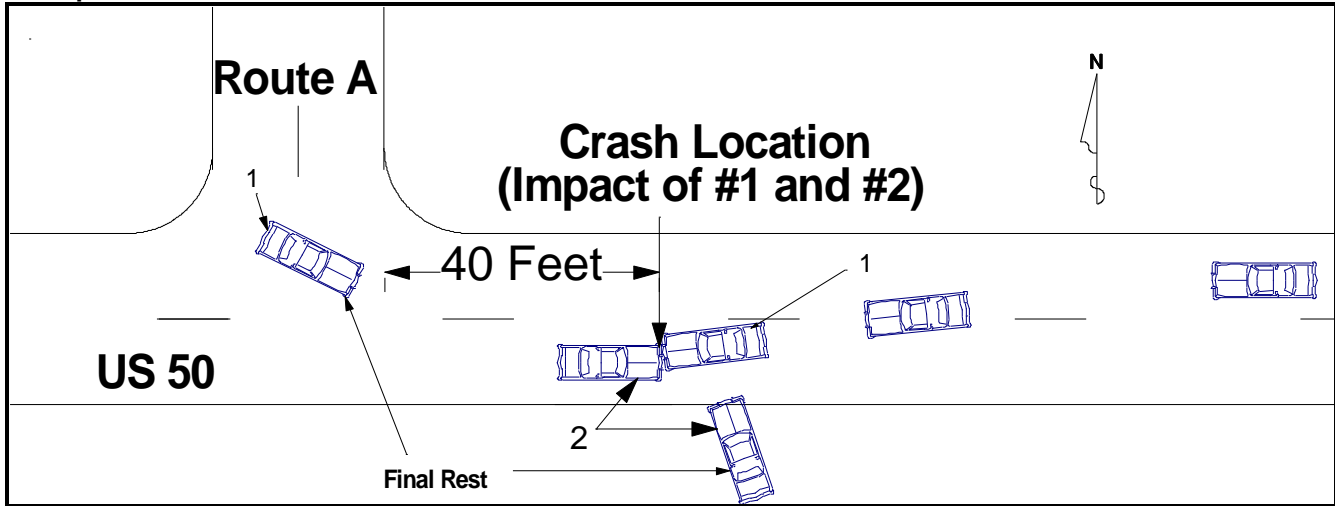 Route A
N
Crash Location
(Impact of #1 and #2)
1
40 Feet
1
US 50
2
Final Rest